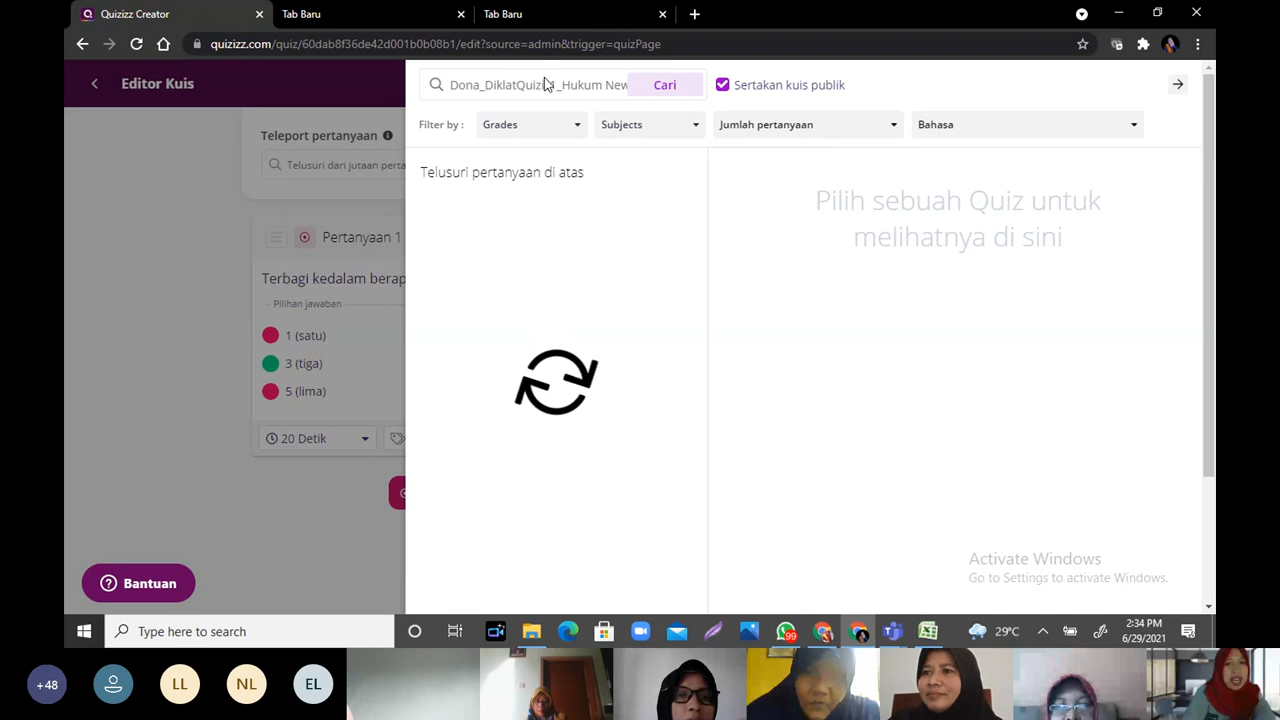 Quizizz Creator
Tab Baru
Tab Baru
quizizz.com/quiz/60dab8f36de42d001b0b08b1/edit?source=admin&trigger=quizPage
Editor Kuis
Dona_DiklatQuizi
_Hukum New
Cari
Sertakan kuis publik
Filter by :
Grades
Subjects
Jumlah pertanyaan
Bahasa
Teleport pertanyaan
Telusuri dari jutaan perta
Telusuri pertanyaan di atas
Pilih sebuah Quiz untuk
melihatnya di sini
Pertanyaan 1
Terbagi kedalam berap
Pilihan jawaban
1 (satu)
3 (tiga)
5 (lima)
20 Detik
Bantuan
Activate Windows
Go to Settings to activate Windows.
Type here to search
99
29°C
2:34 PM
6/29/2021
+48
LL
NL
EL